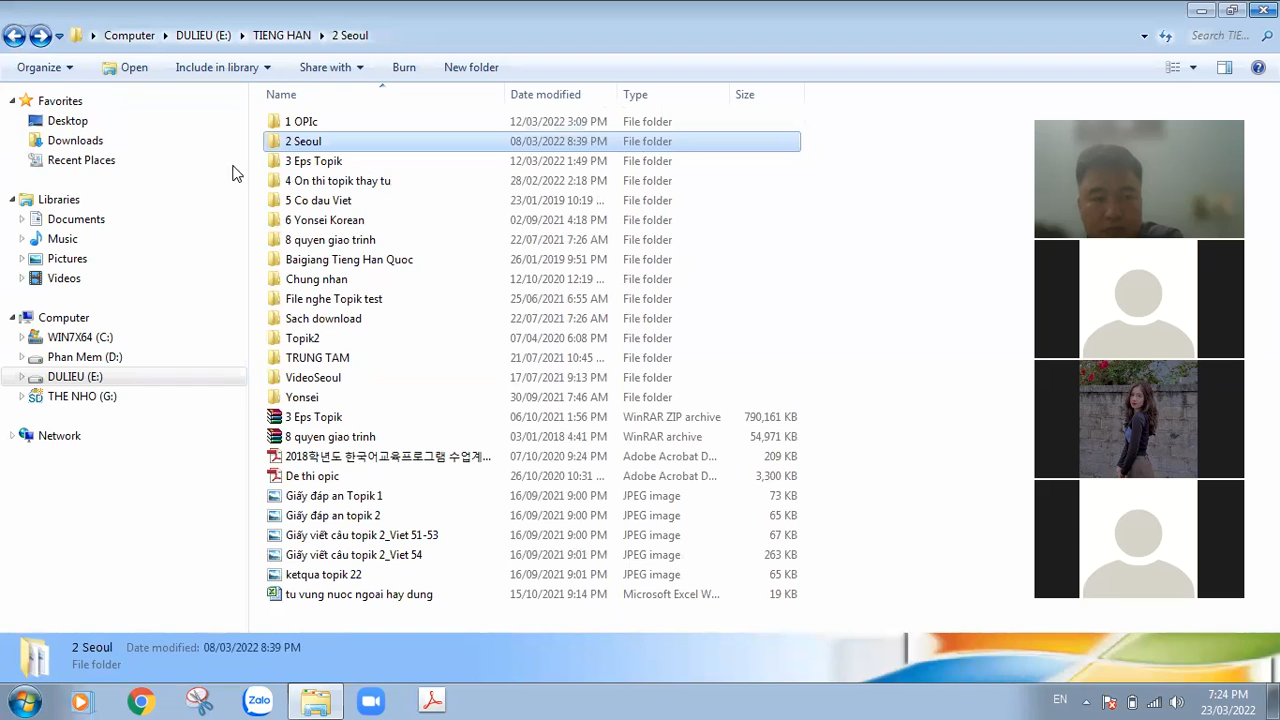 Computer ▸ DULIEU (E:) ▸ TIENGHAN ▸ 2 Seoul
Search TIE...
Organize Open Include in library Share with Burn New folder
Favorites
Desktop
Downloads
Recent Places
Libraries
Documents
Music
Pictures
Videos
Computer
WIN7X64 (C:)
Phan Mem (D:)
DULIEU (E:)
THE NHO (G:)
Network
Name Date modified Type Size
1 OPIc 12/03/2022 3:09 PM File folder
2 Seoul 08/03/2022 8:39 PM File folder
3 Eps Topik 12/03/2022 1:49 PM File folder
4 On thi topik thay tu 28/02/2022 2:18 PM File folder
5 Co dau Viet 23/01/2019 10:19 ... File folder
6 Yonsei Korean 02/09/2021 4:18 PM File folder
8 quyen giao trinh 22/07/2021 7:26 AM File folder
Baigiang Tieng Han Quoc 26/01/2019 9:51 PM File folder
Chung nhan 12/10/2020 12:19 ... File folder
File nghe Topik test 25/06/2021 6:55 AM File folder
Sach download 22/07/2021 7:26 AM File folder
Topik2 07/04/2020 6:08 PM File folder
TRUNG TAM 21/07/2021 10:45 ... File folder
VideoSeoul 17/07/2021 9:13 PM File folder
Yonsei 30/09/2021 7:46 AM File folder
3 Eps Topik 06/10/2021 1:56 PM WinRAR ZIP archive 790,161 KB
8 quyen giao trinh 03/01/2018 4:41 PM WinRAR archive 54,971 KB
2018학년도 한국어교육프로그램 수업계... 07/10/2020 9:24 PM Adobe Acrobat D... 209 KB
De thi opic 26/10/2020 10:31 ... Adobe Acrobat D... 3,300 KB
Giấy đáp an Topik 1 16/09/2021 9:00 PM JPEG image 73 KB
Giấy đáp an topik 2 16/09/2021 9:00 PM JPEG image 65 KB
Giấy viết câu topik 2_Viet 51-53 16/09/2021 9:00 PM JPEG image 67 KB
Giấy viết câu topik 2_Viet 54 16/09/2021 9:01 PM JPEG image 263 KB
ketqua topik 22 16/09/2021 9:01 PM JPEG image 65 KB
tu vung nuoc ngoai hay dung 15/10/2021 9:14 PM Microsoft Excel W... 19 KB
2 Seoul Date modified: 08/03/2022 8:39 PM
File folder
Zalo
EN
7:24 PM
23/03/2022